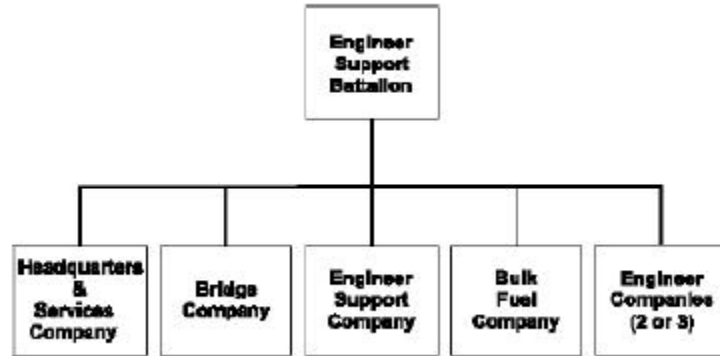 Engineer
Support
Battalion
Headquarters
&
Services
Company
Bridge
Company
Engineer
Support
Company
Bulk
Fuel
Company
Engineer
Companies
(2 or 3)